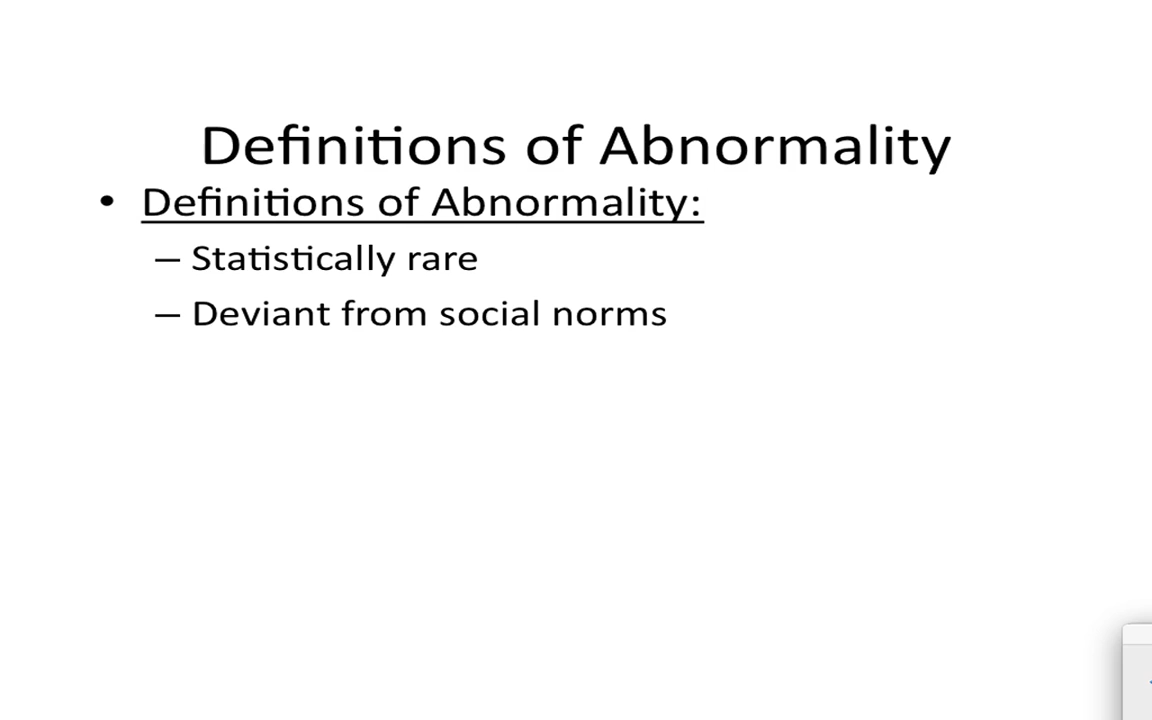 Definitions of Abnormality
• Definitions of Abnormality:
– Statistically rare
– Deviant from social norms